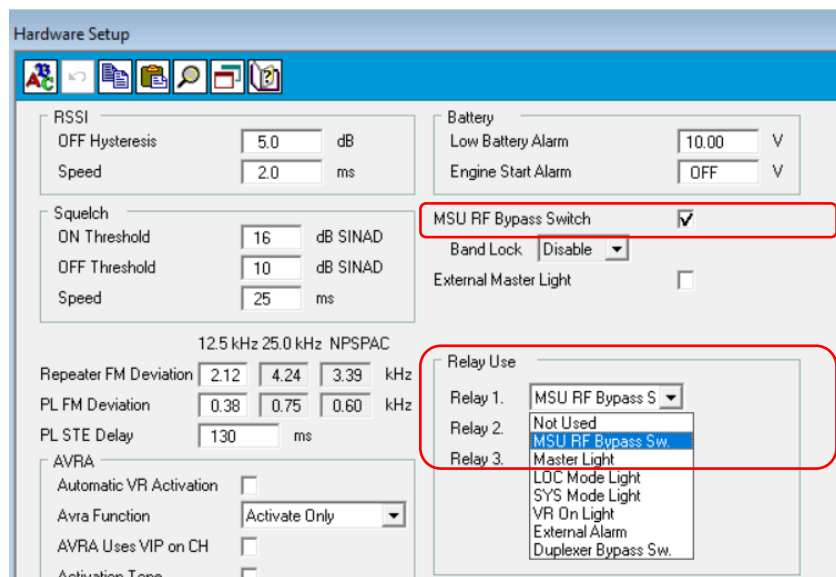 Hardware Setup
RSSI
OFF Hysteresis 5.0 dB
Speed 2.0 ms
Battery
Low Battery Alarm 10.00 V
Engine Start Alarm OFF V
Squelch
ON Threshold 16 dB SINAD
OFF Threshold 10 dB SINAD
Speed 25 ms
MSU RF Bypass Switch
Band Lock Disable
External Master Light
12.5 kHz 25.0 kHz NPSPAC
Repeater FM Deviation 2.12 4.24 3.39 kHz
PL FM Deviation 0.38 0.75 0.60 kHz
PL STE Delay 130 ms
Relay Use
Relay 1. MSU RF Bypass S
Relay 2.
Relay 3.
Not Used
MSU RF Bypass Sw.
Master Light
LOC Mode Light
SYS Mode Light
VR On Light
External Alarm
Duplexer Bypass Sw.
AVRA
Automatic VR Activation
Avra Function Activate Only
AVRA Uses VIP on CH
Activation Tone